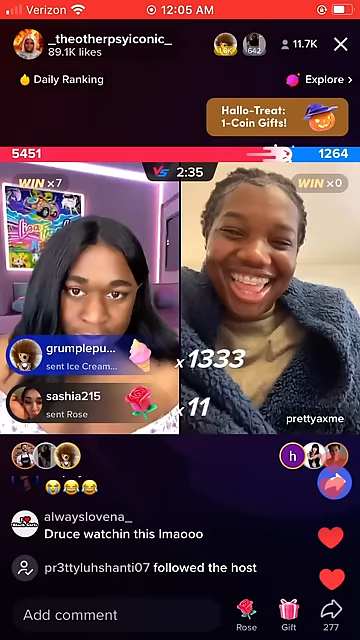 Verizon
12:05 AM
_theotherpsyiconic_
89.1K likes
642
11.7K
Daily Ranking
Explore >
Hallo-Treat:
1-Coin Gifts!
5451
1264
VS 2:35
WIN x7
WIN x0
grumplepu...
sent Ice Cream...
x1333
sashia215
sent Rose
x11
prettyaxme
h
alwayslovena_
Druce watchin this lmaooo
pr3ttyluhshanti07 followed the host
Add comment
Rose
Gift
277